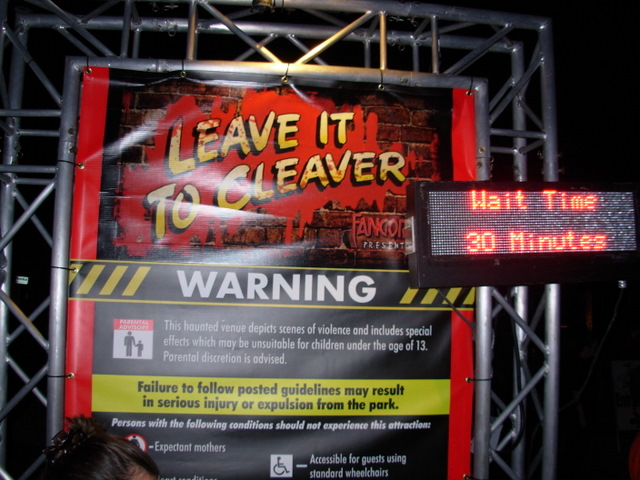 LEAVE IT
TO CLEAVER
PRESENT
Wait Time
30 Minutes
WARNING
PARENTAL
ADVISORY
This haunted venue depicts scenes of violence and includes special
effects which may be unsuitable for children under the age of 13.
Parental discretion is advised.
Failure to follow posted guidelines may result
in serious injury or expulsion from the park.
Persons with the following conditions should not experience this attraction:
–Expectant mothers
– Accessible for guests using
standard wheelchairs
conditions